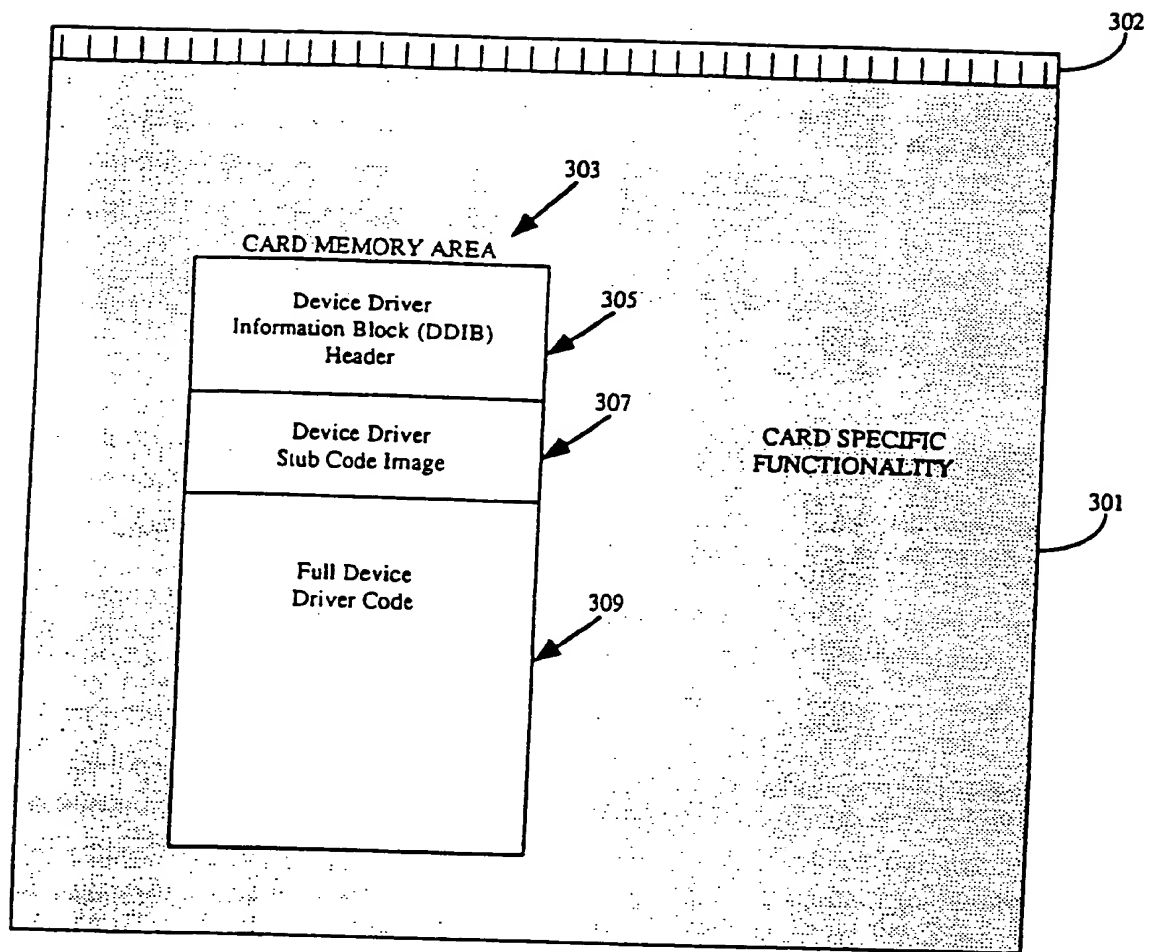 302
303
CARD MEMORY AREA
Device Driver
Information Block (DDIB)
Header
305
Device Driver
Stub Code Image
307
CARD SPECIFIC
FUNCTIONALITY
301
Full Device
Driver Code
309